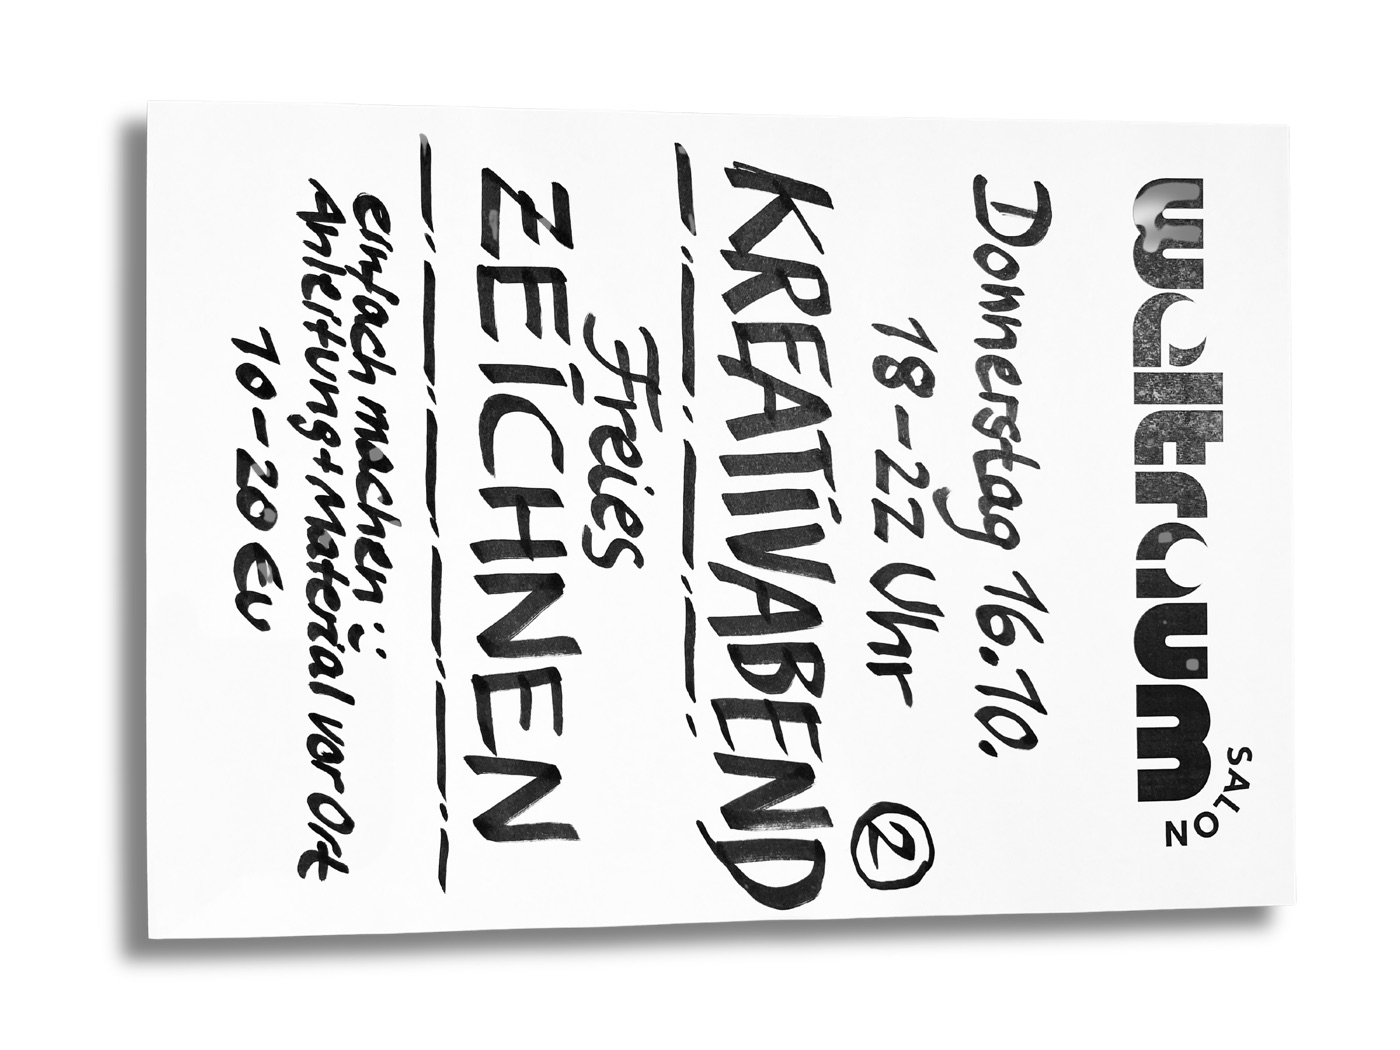 weltraum
SALON
Donnerstag 16.10.
18-22 Uhr
2
KREATIVABEND
Freies
ZEICHNEN
einfach machen :)
Anleitung + Material vor Ort
10-20 Eu